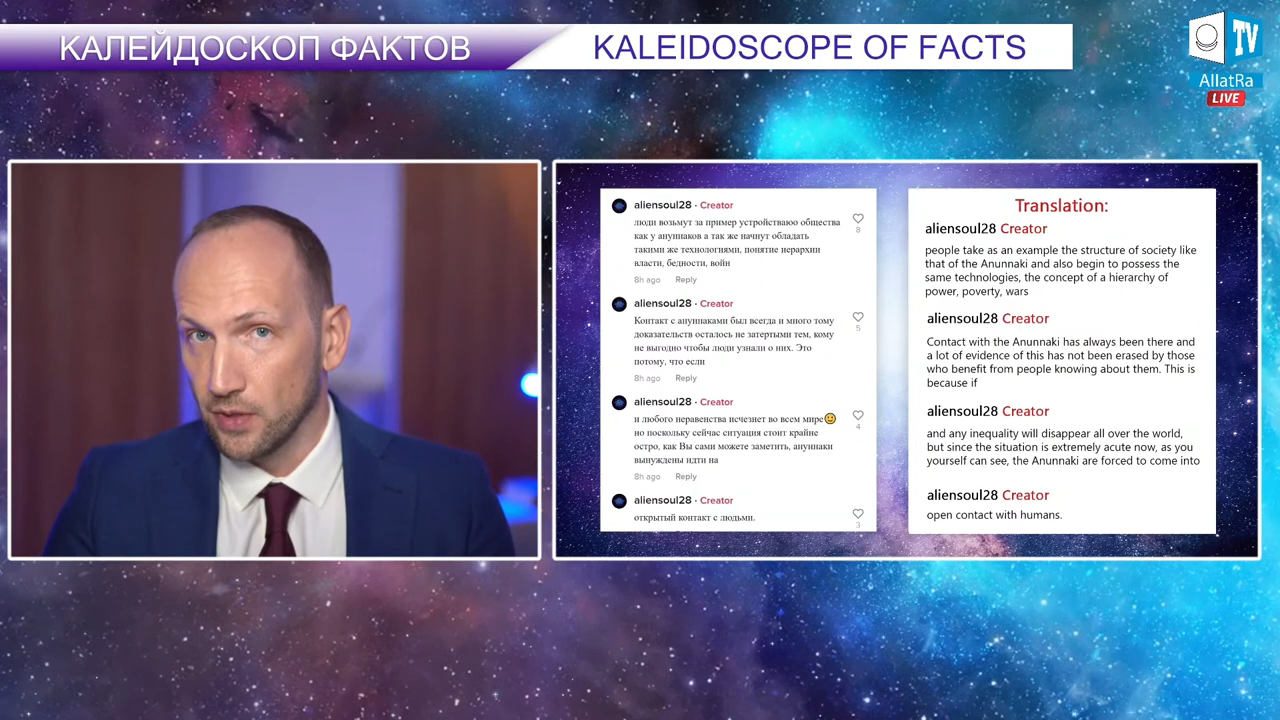 КАЛЕЙДОСКОП ФАКТОВ
KALEIDOSCOPE OF FACTS
TV
AllatRa
LIVE
aliensoul28 · Creator
люди возьмут за пример устройстваюо общества
как у ануннаков а так же начнут обладать
такими же технологиями, понятие иерархии
власти, бедности, войн
8
8h ago Reply
aliensoul28 · Creator
Контакт с ануннаками был всегда и много тому
доказательств осталось не затертыми тем, кому
не выгодно чтобы люди узнали о них. Это
потому, что если
5
8h ago Reply
aliensoul28 · Creator
и любого неравенства исчезнет во всем мире😉
но поскольку сейчас ситуация стоит крайне
остро, как Вы сами можете заметить, ануннаки
вынуждены идти на
4
8h ago Reply
aliensoul28 · Creator
открытый контакт с людьми.
3
Translation:
aliensoul28 Creator
people take as an example the structure of society like
that of the Anunnaki and also begin to possess the
same technologies, the concept of a hierarchy of
power, poverty, wars
aliensoul28 Creator
Contact with the Anunnaki has always been there and
a lot of evidence of this has not been erased by those
who benefit from people knowing about them. This is
because if
aliensoul28 Creator
and any inequality will disappear all over the world,
but since the situation is extremely acute now, as you
yourself can see, the Anunnaki are forced to come into
aliensoul28 Creator
open contact with humans.